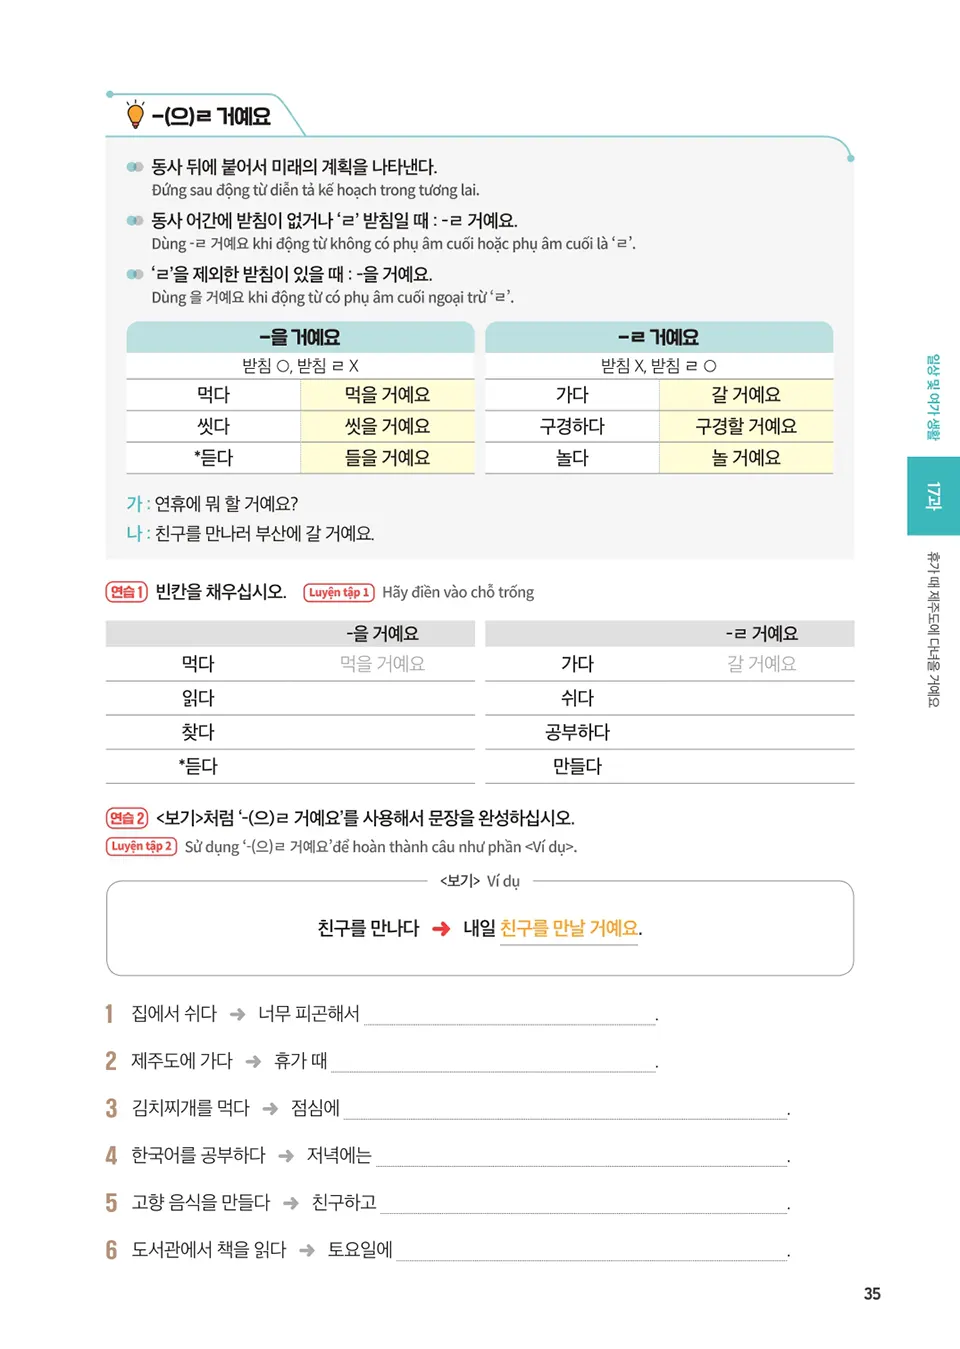 -(으)ㄹ 거예요
동사 뒤에 붙어서 미래의 계획을 나타낸다.
Đứng sau động từ diễn tả kế hoạch trong tương lai.
동사 어간에 받침이 없거나 ‘ㄹ’ 받침일 때 : -ㄹ 거예요.
Dùng -ㄹ 거예요 khi động từ không có phụ âm cuối hoặc phụ âm cuối là ‘ㄹ’.
‘ㄹ’을 제외한 받침이 있을 때 : -을 거예요.
Dùng 을 거예요 khi động từ có phụ âm cuối ngoại trừ ‘ㄹ’.
-을 거예요 -ㄹ 거예요
받침 O, 받침 ㄹ X 받침 X, 받침 ㄹ O
먹다 먹을 거예요 가다 갈 거예요
씻다 씻을 거예요 구경하다 구경할 거예요
*듣다 들을 거예요 놀다 놀 거예요
가 : 연휴에 뭐 할 거예요?
나 : 친구를 만나러 부산에 갈 거예요.
연습 1 빈칸을 채우십시오. Luyện tập 1 Hãy điền vào chỗ trống
-을 거예요 -ㄹ 거예요
먹다 먹을 거예요 가다 갈 거예요
읽다 쉬다
찾다 공부하다
*듣다 만들다
연습 2 <보기>처럼 ‘-(으)ㄹ 거예요’를 사용해서 문장을 완성하십시오.
Luyện tập 2 Sử dụng ‘-(으)ㄹ 거예요’để hoàn thành câu như phần <Ví dụ>.
<보기> Ví dụ
친구를 만나다 ➜ 내일 친구를 만날 거예요.
1 집에서 쉬다 ➜ 너무 피곤해서 .
2 제주도에 가다 ➜ 휴가 때 .
3 김치찌개를 먹다 ➜ 점심에 .
4 한국어를 공부하다 ➜ 저녁에는 .
5 고향 음식을 만들다 ➜ 친구하고 .
6 도서관에서 책을 읽다 ➜ 토요일에 .
일상 및 여가 생활
17과
휴가 때 제주도에 다녀올 거예요
35